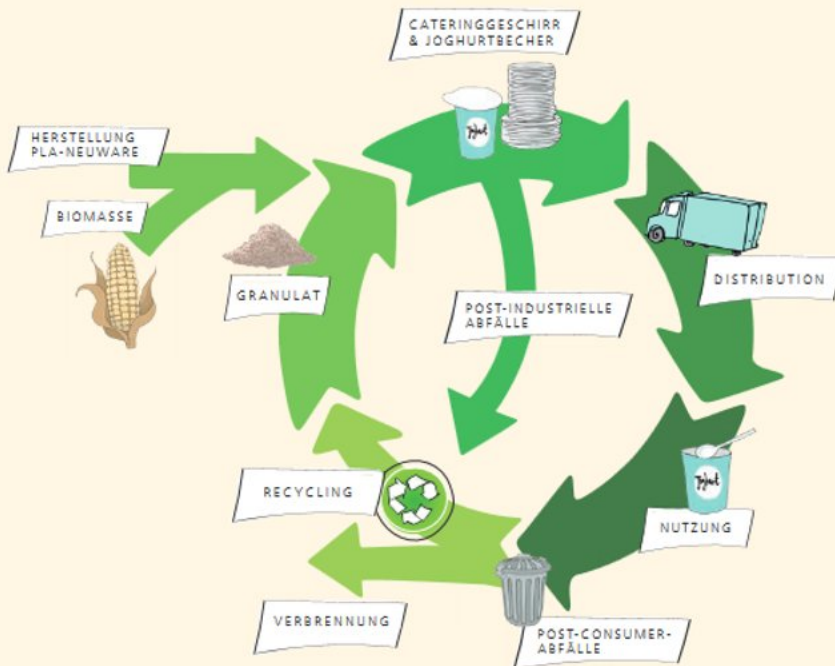 CATERINGGESCHIRR
& JOGHURTBECHER
HERSTELLUNG
PLA-NEUWARE
BIOMASSE
GRANULAT
POST-INDUSTRIELLE
ABFÄLLE
DISTRIBUTION
RECYCLING
NUTZUNG
VERBRENNUNG
POST-CONSUMER-
ABFÄLLE